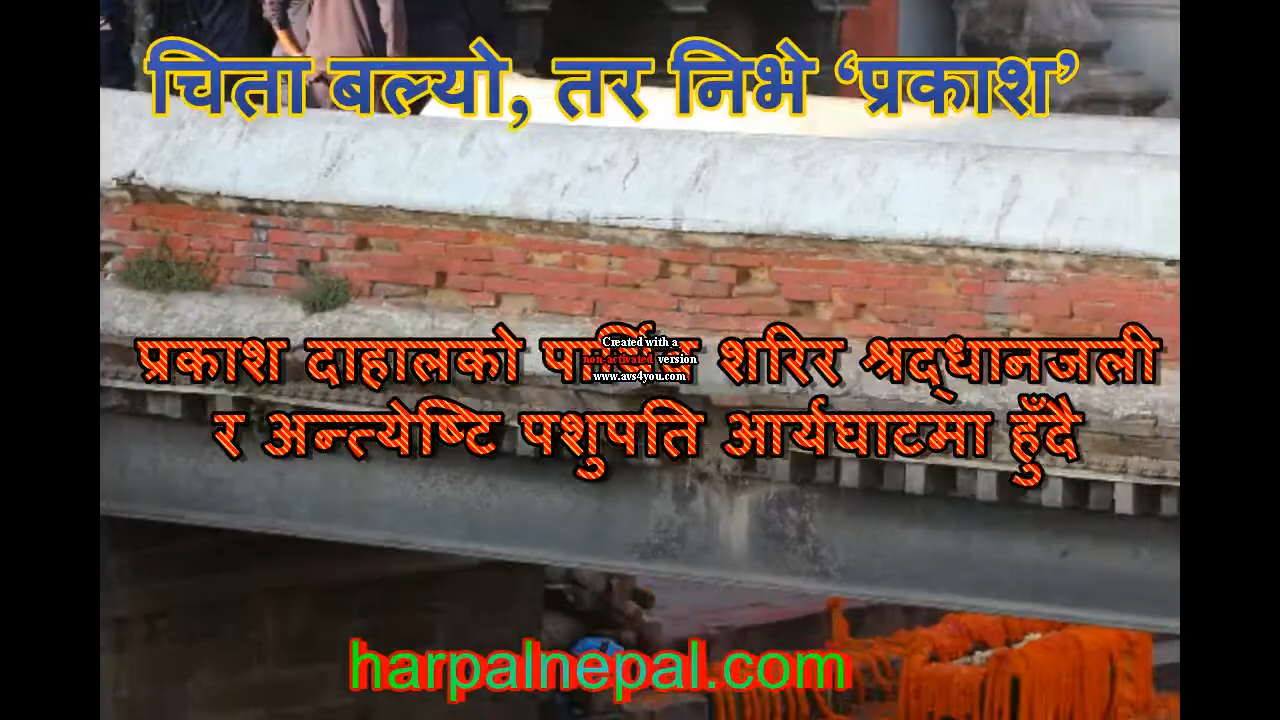 चिता बल्यो, तर निभे ‘प्रकाश’
प्रकाश दाहालको शरिर श्रद्धानजली
Created with a
non-activated version
www.avs4you.com
र अन्त्येष्टि पशुपति आर्यघाटमा हुँदै
harpalnepal.com